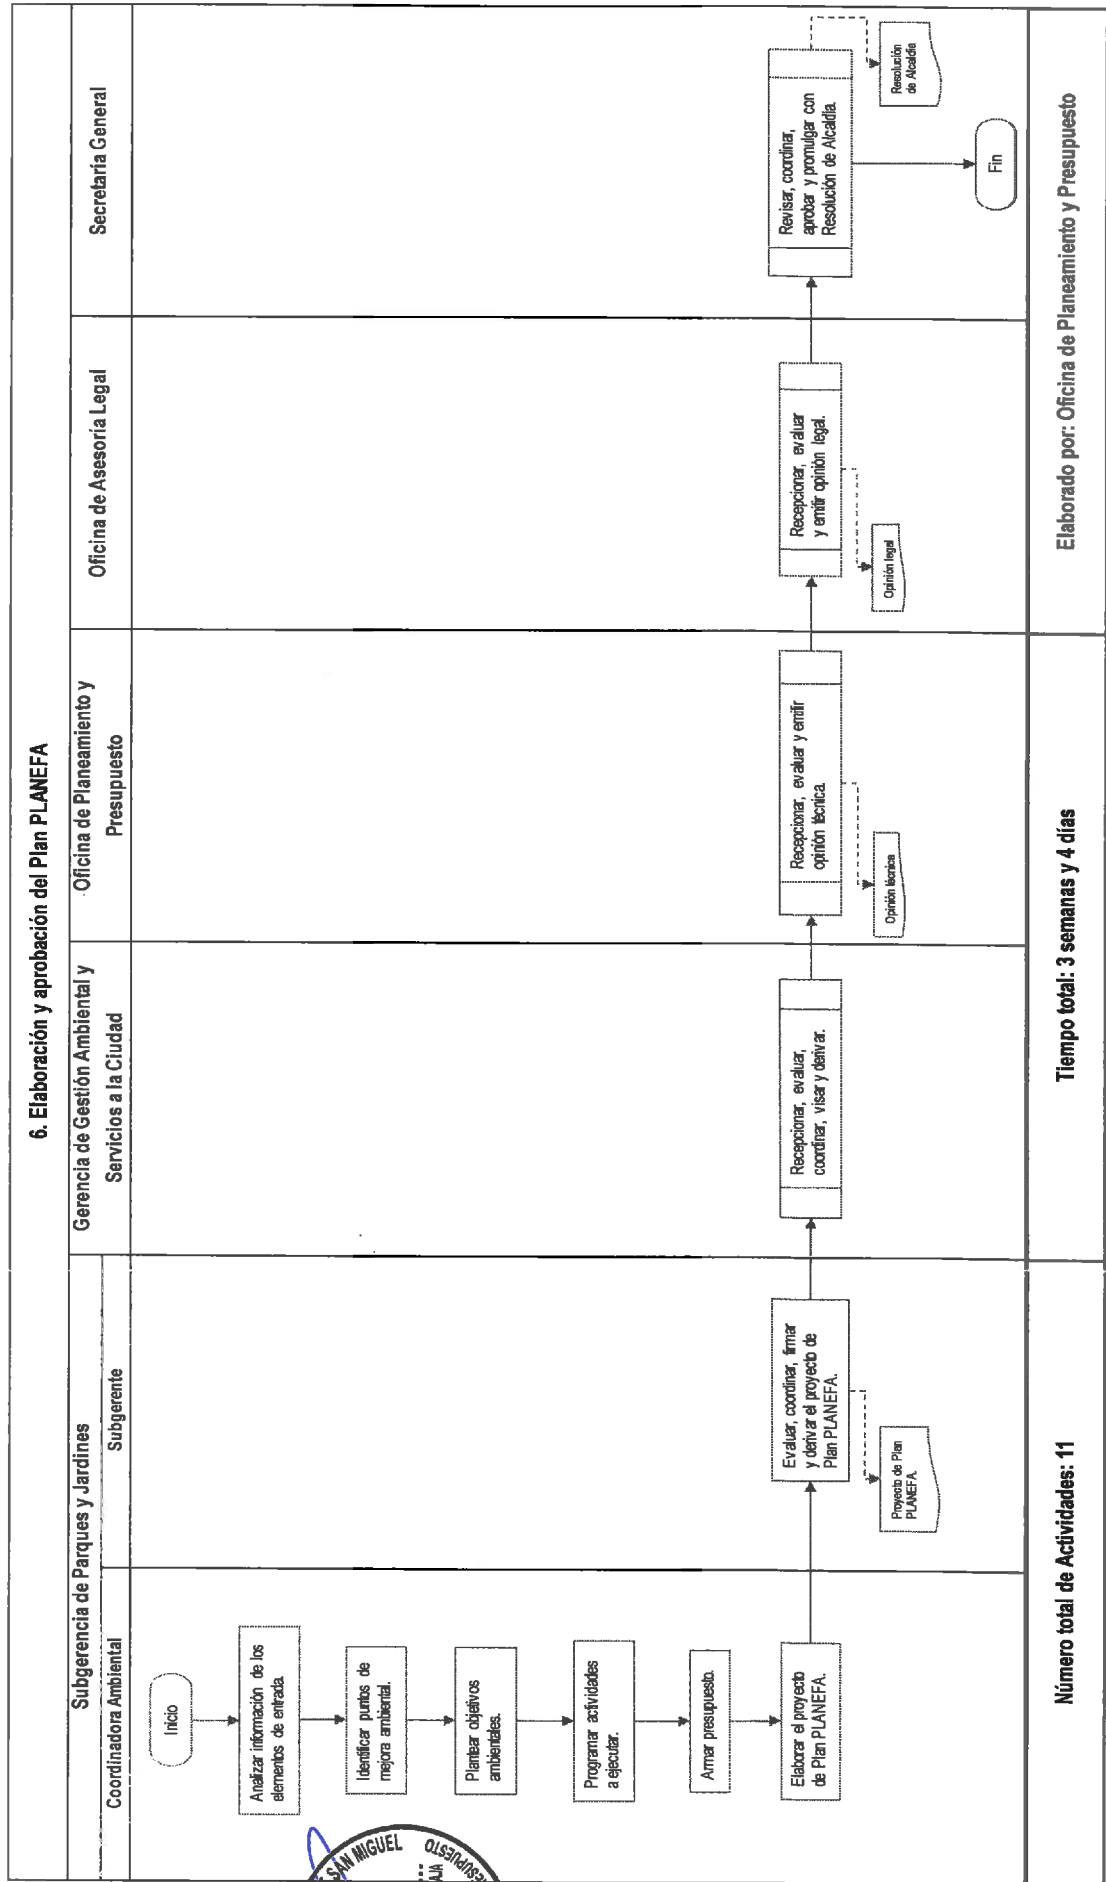 6. Elaboración y aprobación del Plan PLANEFA
Subgerencia de Parques y Jardines
Coordinadora Ambiental
Subgerente
Gerencia de Gestión Ambiental y
Servicios a la Ciudad
Oficina de Planeamiento y
Presupuesto
Oficina de Asesoría Legal
Secretaría General
Inicio
Analizar información de los
elementos de entrada.
Identificar puntos de
mejora ambiental.
Plantear objetivos
ambientales.
Programar actividades
a ejecutar.
Armar presupuesto.
Elaborar el proyecto
de Plan PLANEFA.
Evaluar, coordinar, firmar
y derivar el proyecto de
Plan PLANEFA.
Proyecto de Plan
PLANEFA.
Recepcionar, evaluar,
coordinar, visar y derivar.
Recepcionar, evaluar y emitir
opinión técnica.
Opinión técnica
Recepcionar, evaluar
y emitir opinión legal.
Opinión legal
Revisar, coordinar,
aprobar y promulgar con
Resolución de Alcaldía.
Resolución
de Alcaldía
Fin
Número total de Actividades: 11
Tiempo total: 3 semanas y 4 días
Elaborado por: Oficina de Planeamiento y Presupuesto
SAN MIGUEL